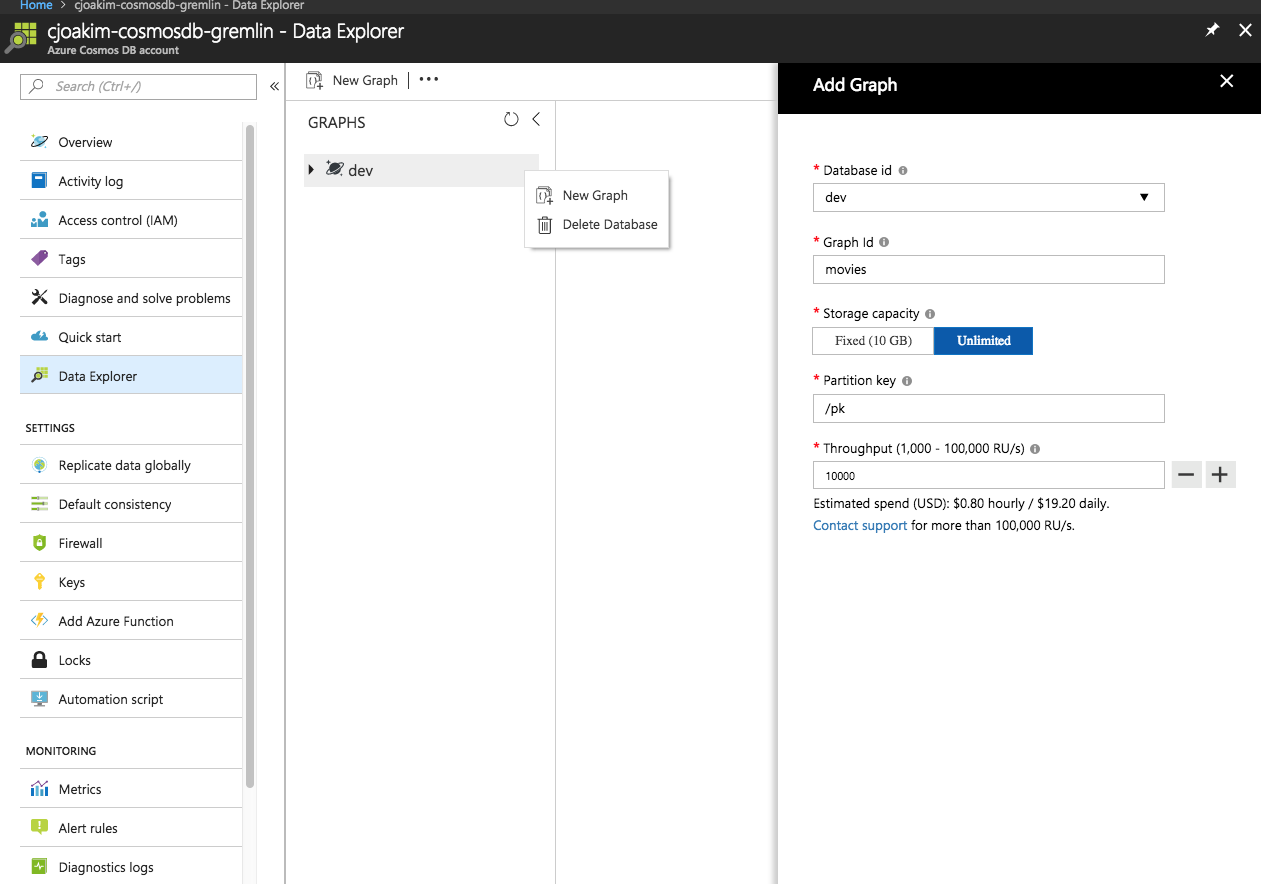 Home > cjoakim-cosmosdb-gremlin - Data Explorer
cjoakim-cosmosdb-gremlin - Data Explorer
Azure Cosmos DB account
Search (Ctrl+/)
«
Overview
Activity log
Access control (IAM)
Tags
Diagnose and solve problems
Quick start
Data Explorer
SETTINGS
Replicate data globally
Default consistency
Firewall
Keys
Add Azure Function
Locks
Automation script
MONITORING
Metrics
Alert rules
Diagnostics logs
New Graph
GRAPHS
dev
New Graph
Delete Database
Add Graph
* Database id
dev
* Graph Id
movies
* Storage capacity
Fixed (10 GB) Unlimited
* Partition key
/pk
* Throughput (1,000 - 100,000 RU/s)
10000
Estimated spend (USD): $0.80 hourly / $19.20 daily.
Contact support for more than 100,000 RU/s.